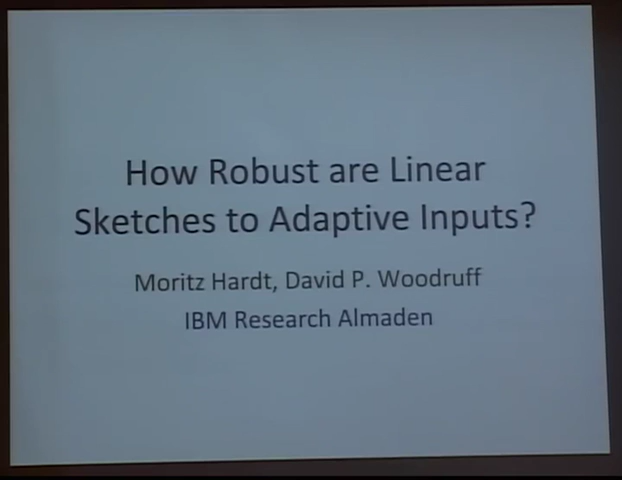 How Robust are Linear
Sketches to Adaptive Inputs?
Moritz Hardt, David P. Woodruff
IBM Research Almaden